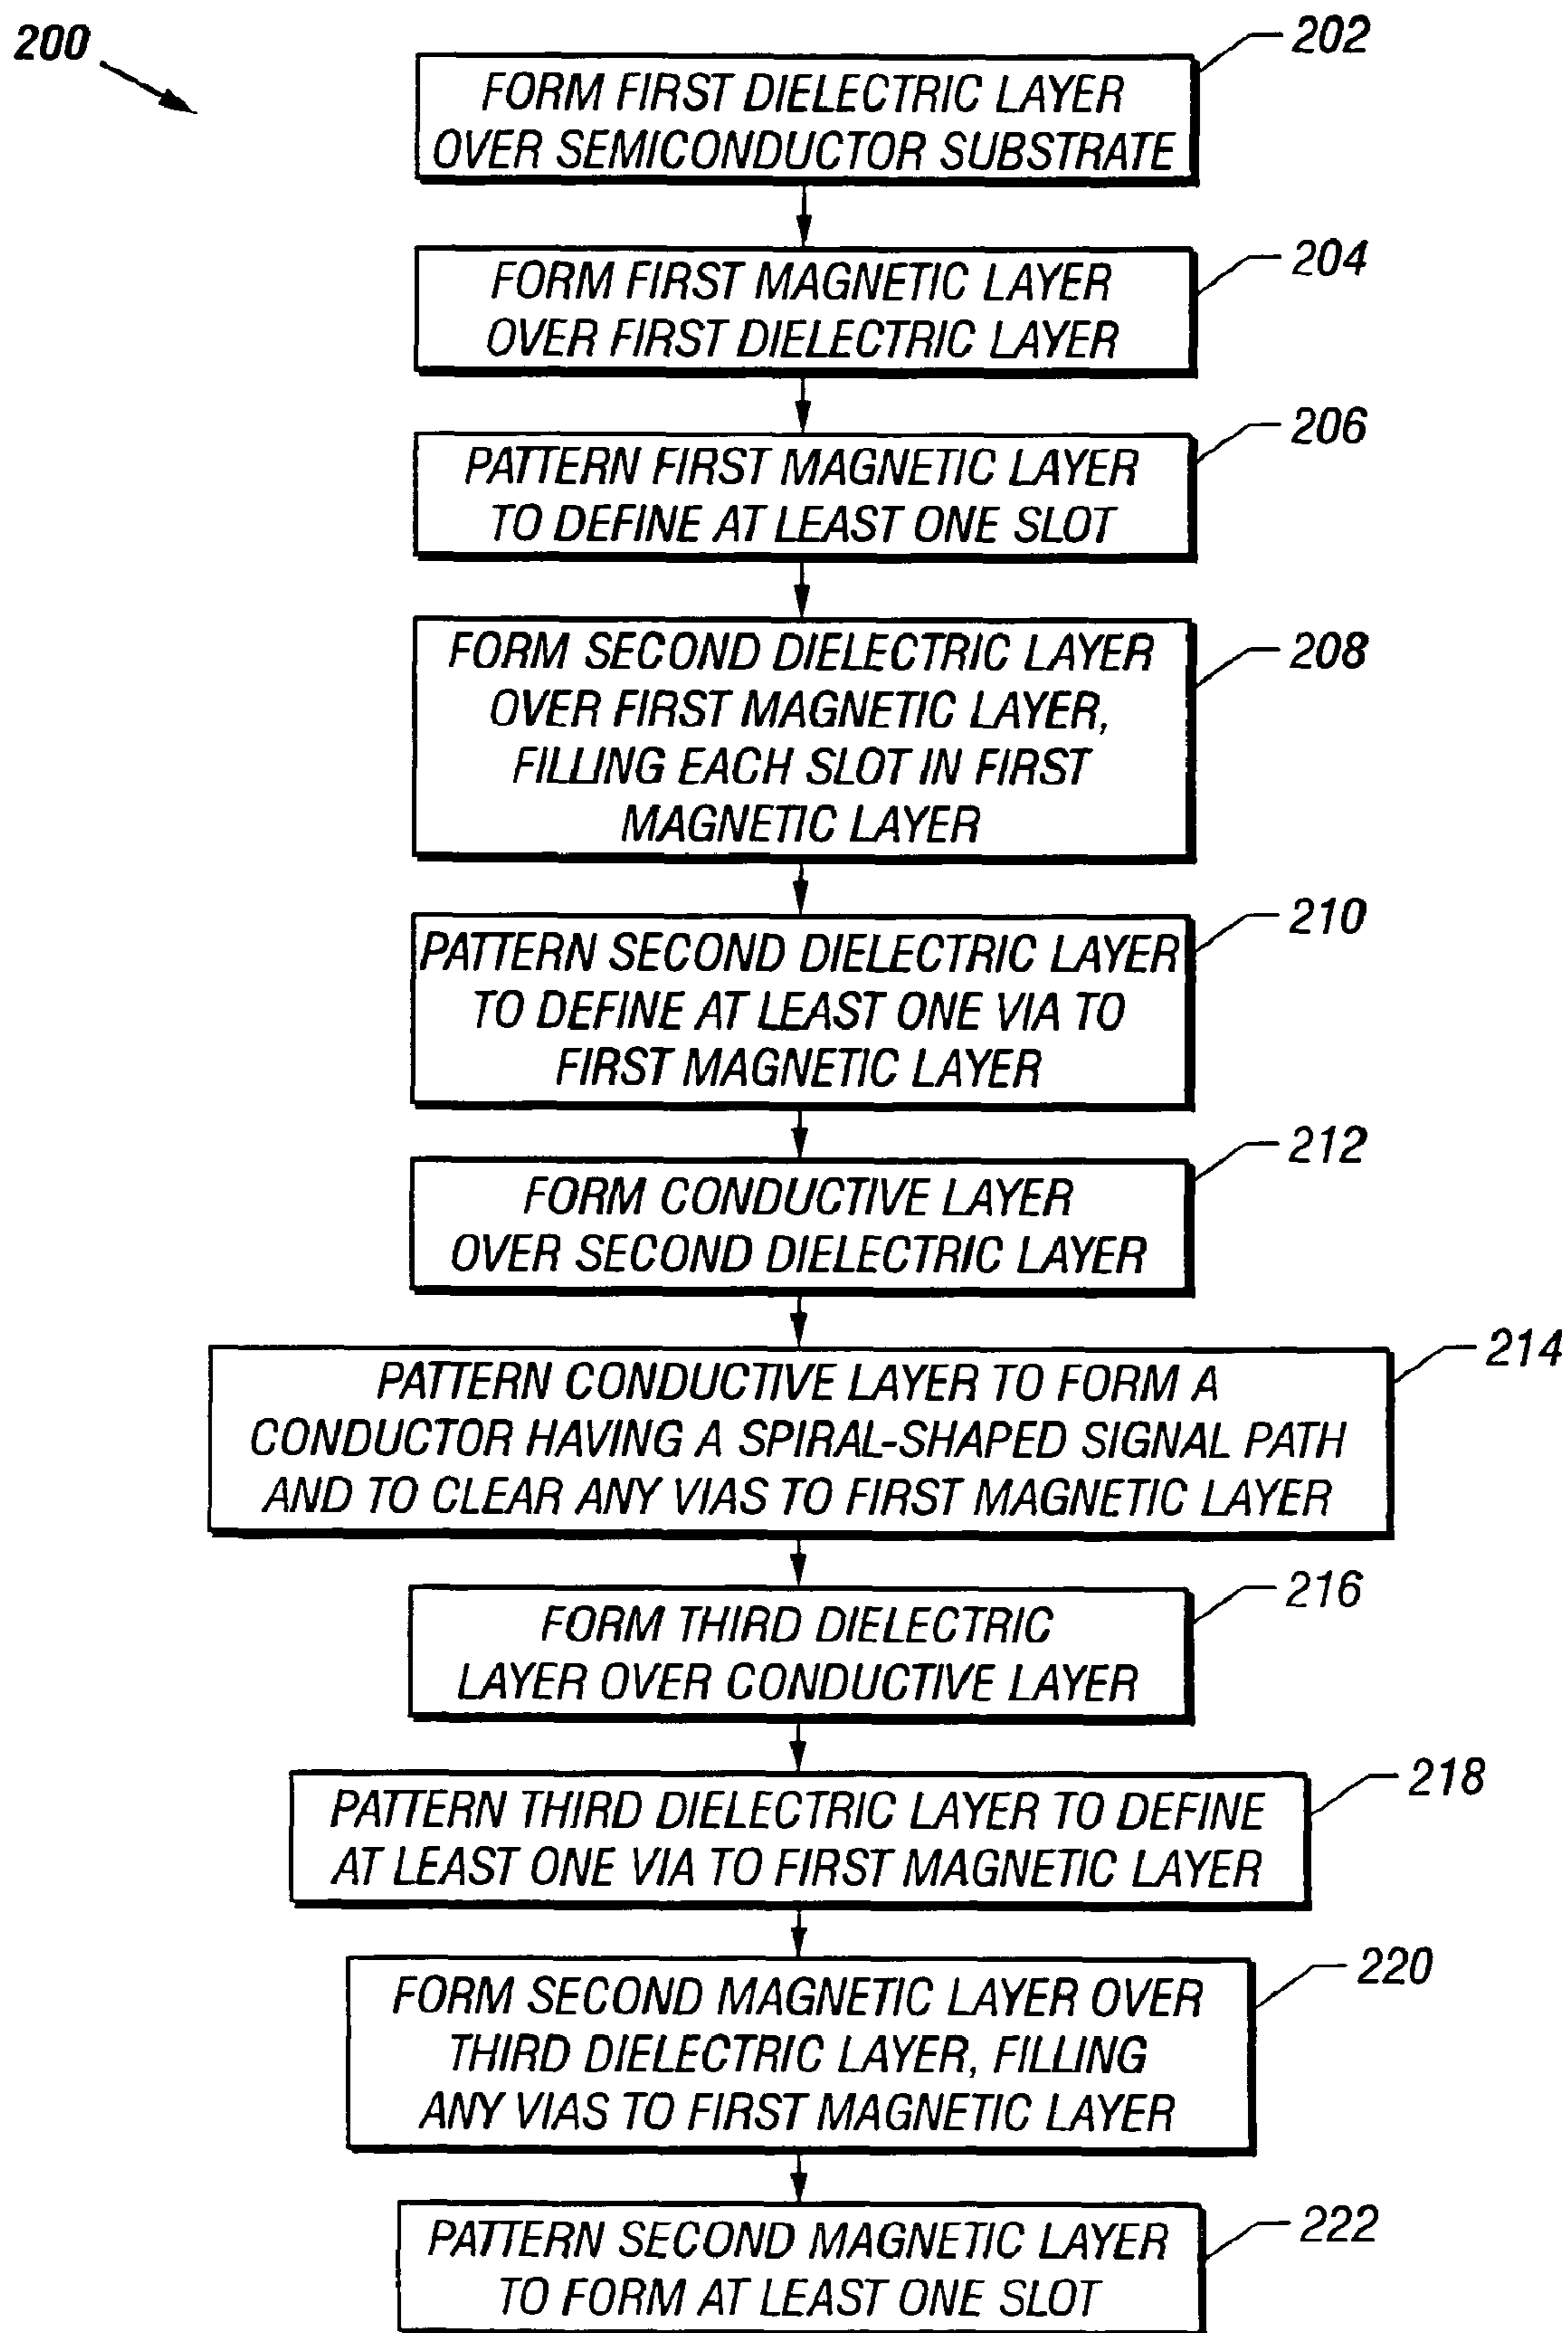 200
202
FORM FIRST DIELECTRIC LAYER
OVER SEMICONDUCTOR SUBSTRATE
204
FORM FIRST MAGNETIC LAYER
OVER FIRST DIELECTRIC LAYER
206
PATTERN FIRST MAGNETIC LAYER
TO DEFINE AT LEAST ONE SLOT
208
FORM SECOND DIELECTRIC LAYER
OVER FIRST MAGNETIC LAYER,
FILLING EACH SLOT IN FIRST
MAGNETIC LAYER
210
PATTERN SECOND DIELECTRIC LAYER
TO DEFINE AT LEAST ONE VIA TO
FIRST MAGNETIC LAYER
212
FORM CONDUCTIVE LAYER
OVER SECOND DIELECTRIC LAYER
214
PATTERN CONDUCTIVE LAYER TO FORM A
CONDUCTOR HAVING A SPIRAL-SHAPED SIGNAL PATH
AND TO CLEAR ANY VIAS TO FIRST MAGNETIC LAYER
216
FORM THIRD DIELECTRIC
LAYER OVER CONDUCTIVE LAYER
218
PATTERN THIRD DIELECTRIC LAYER TO DEFINE
AT LEAST ONE VIA TO FIRST MAGNETIC LAYER
220
FORM SECOND MAGNETIC LAYER OVER
THIRD DIELECTRIC LAYER, FILLING
ANY VIAS TO FIRST MAGNETIC LAYER
222
PATTERN SECOND MAGNETIC LAYER
TO FORM AT LEAST ONE SLOT